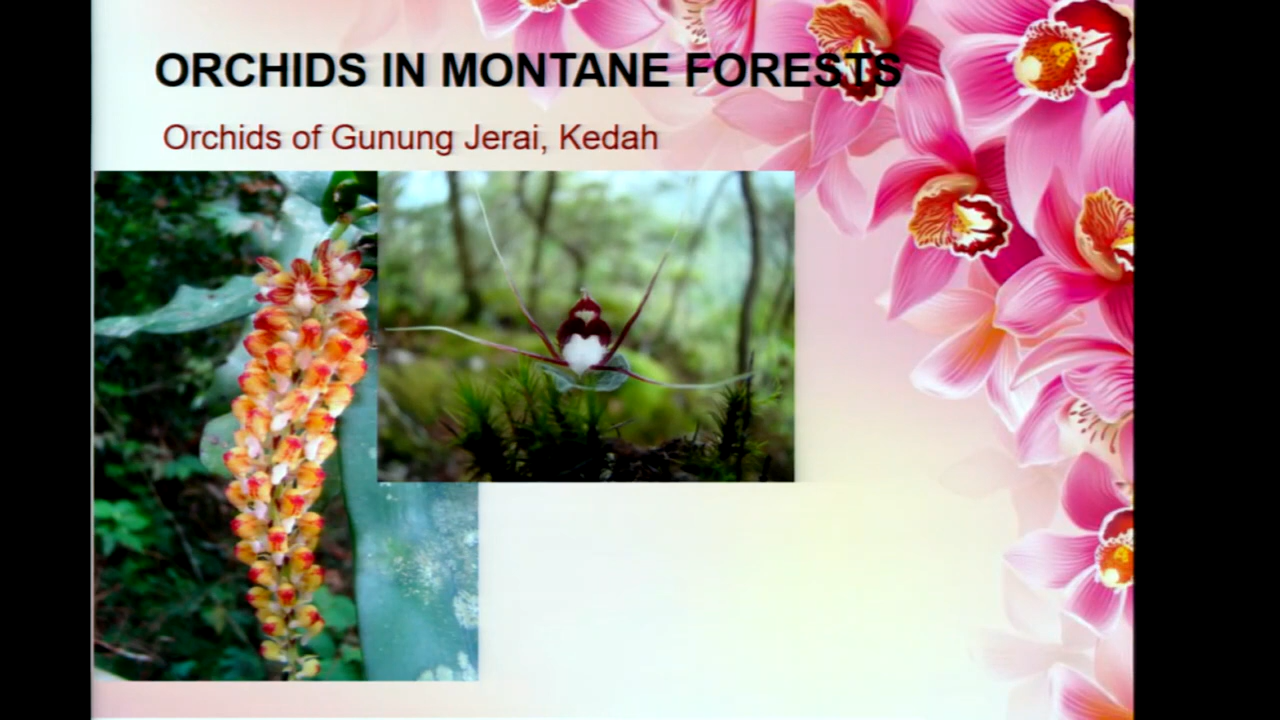 ORCHIDS IN MONTANE FORESTS
Orchids of Gunung Jerai, Kedah